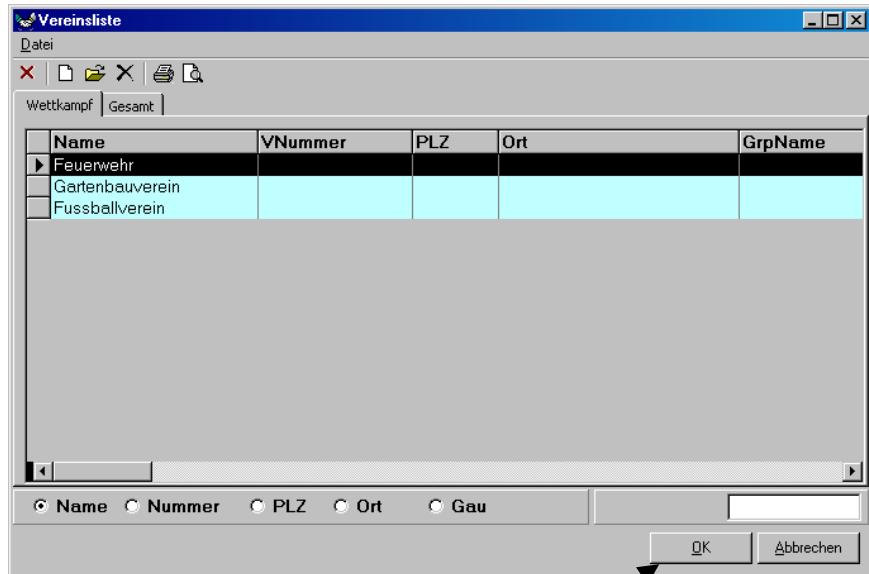 Vereinsliste
Datei
Wettkampf Gesamt
Name VNummer PLZ Ort GrpName
Feuerwehr
Gartenbauverein
Fussballverein
Name Nummer PLZ Ort Gau
OK Abbrechen